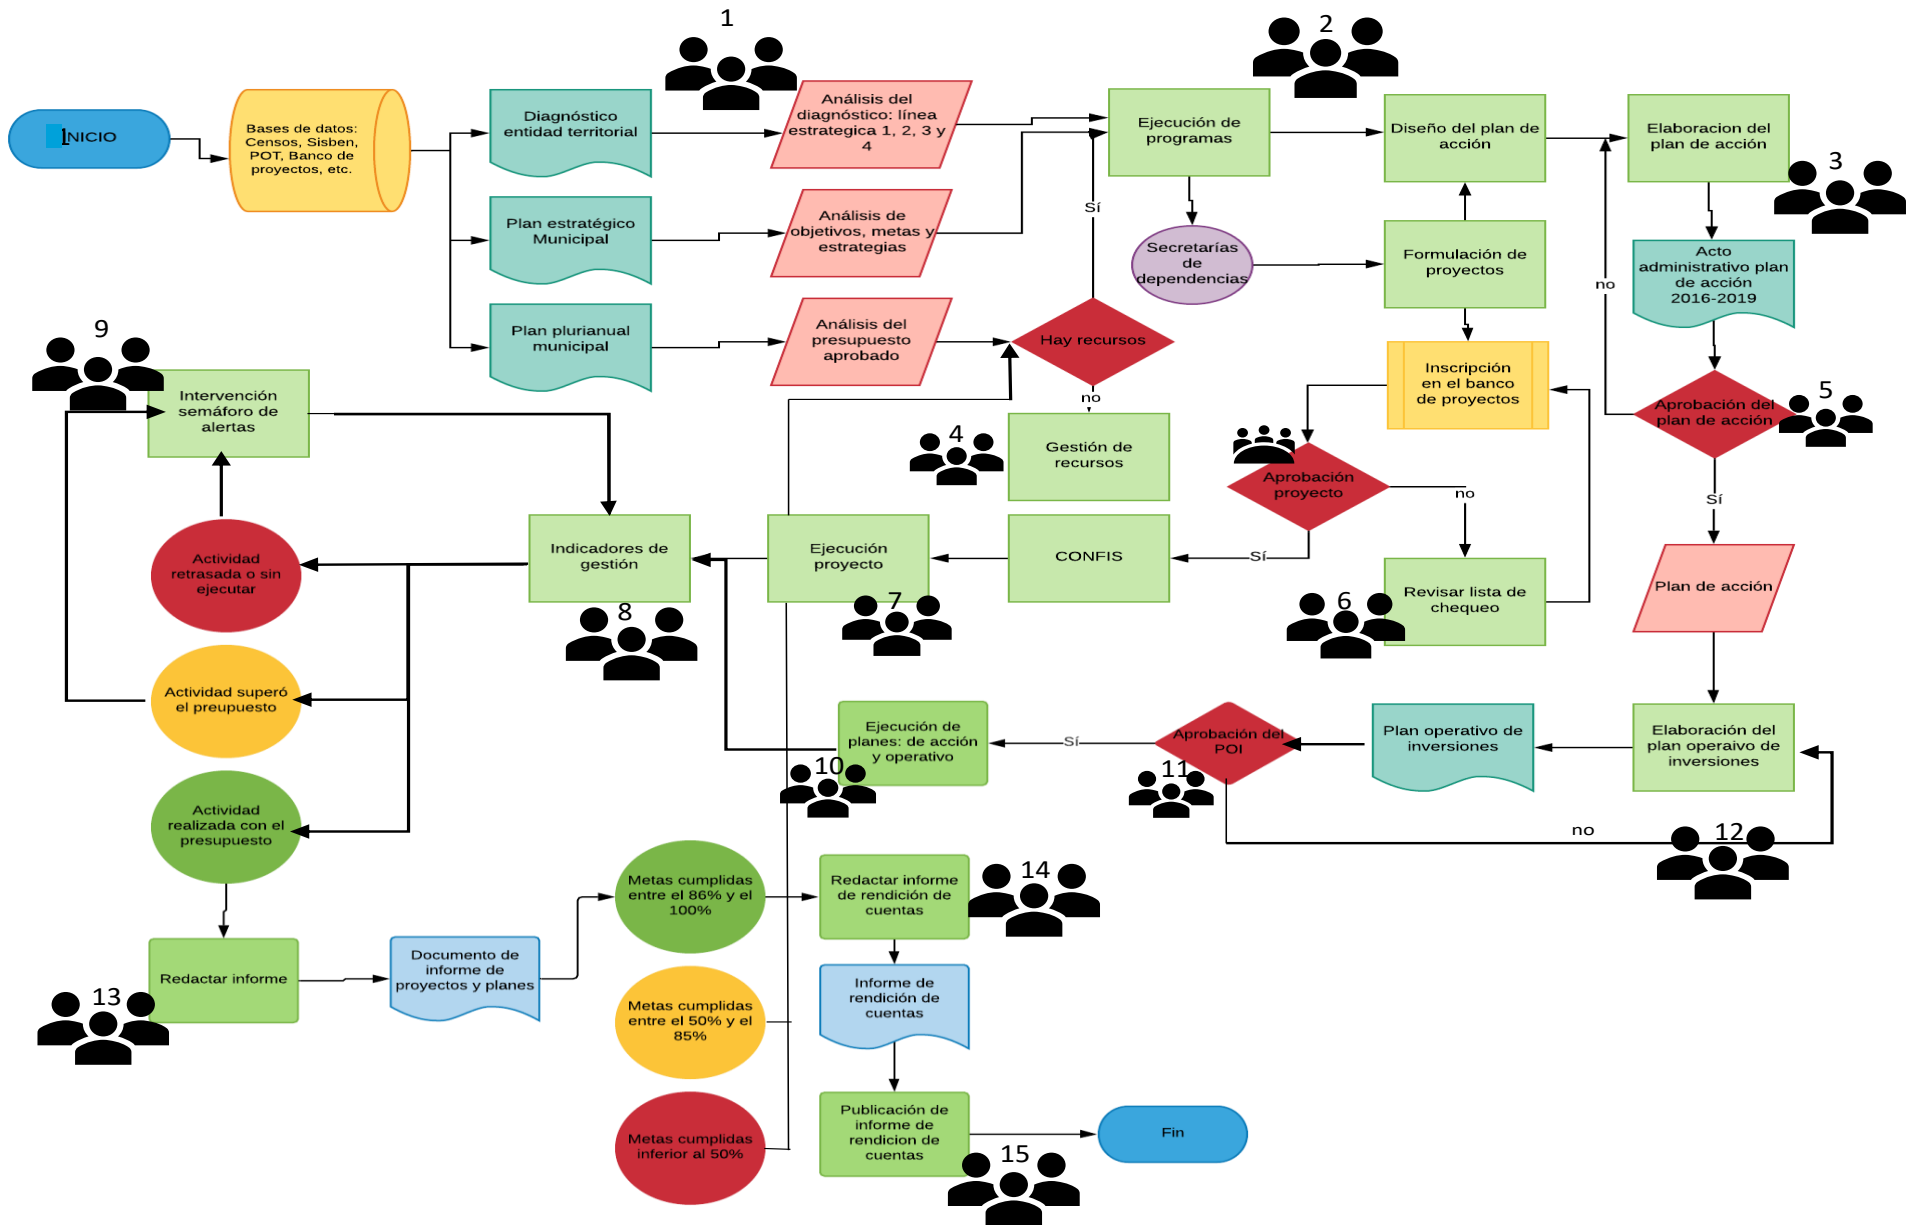 1
2
INICIO
Bases de datos:
Censos, Sisben,
POT, Banco de
proyectos, etc.
Diagnóstico
entidad territorial
Análisis del
diagnóstico: línea
estrategica 1, 2, 3 y
4
Ejecución de
programas
Diseño del plan de
acción
Elaboracion del
plan de acción
3
Plan estratégico
Municipal
Análisis de
objetivos, metas y
estrategias
Sí
Secretarías
de
dependencias
Formulación de
proyectos
no
Acto
administrativo plan
de acción
2016-2019
Plan plurianual
municipal
Análisis del
presupuesto
aprobado
Hay recursos
no
Inscripción
en el banco
de proyectos
Aprobación del
plan de acción
5
9
Intervención
semáforo de
alertas
4
Gestión de
recursos
Aprobación
proyecto
no
Sí
Actividad
retrasada o sin
ejecutar
Indicadores de
gestión
8
Ejecución
proyecto
7
CONFIS
Sí
6
Revisar lista de
chequeo
Plan de acción
Actividad superó
el prepuesto
Ejecución de
planes: de acción
y operativo
10
Sí
Aprobación del
POI
11
Plan operativo de
inversiones
Elaboración del
plan operaivo de
inversiones
no
12
Actividad
realizada con el
presupuesto
Metas cumplidas
entre el 86% y el
100%
Redactar informe
de rendición de
cuentas
14
Redactar informe
13
Documento de
informe de
proyectos y planes
Metas cumplidas
entre el 50% y el
85%
Informe de
rendición de
cuentas
Metas cumplidas
inferior al 50%
Publicación de
informe de
rendicion de
cuentas
15
Fin